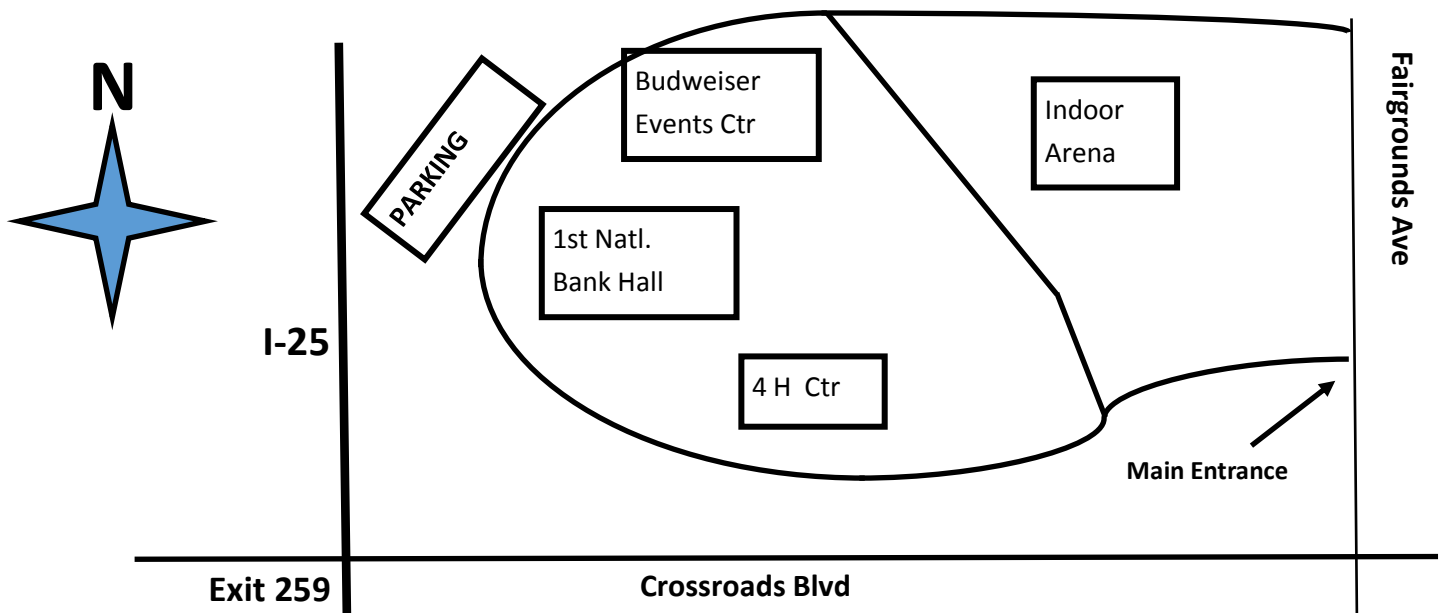 N
PARKING
Budweiser
Events Ctr
Indoor
Arena
Fairgrounds Ave
1st Natl.
Bank Hall
I-25
4 H  Ctr
Main Entrance
Exit 259
Crossroads Blvd